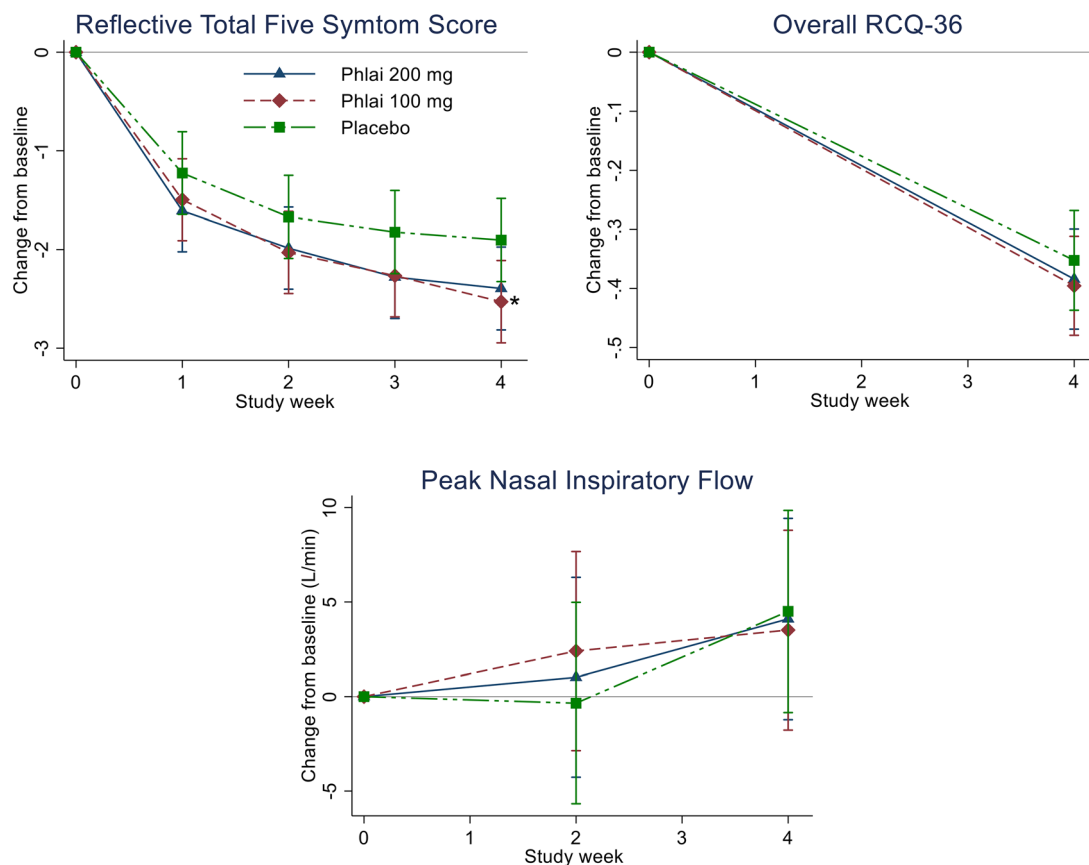 Reflective Total Five Symtom Score
Change from baseline
0
-1
-2
-3
Phlai 200 mg
Phlai 100 mg
Placebo
*
0 1 2 3 4
Study week
Overall RCQ-36
Change from baseline
0
-.1
-.2
-.3
-.4
-.5
0 1 2 3 4
Study week
Peak Nasal Inspiratory Flow
Change from baseline (L/min)
10
5
0
-5
0 1 2 3 4
Study week